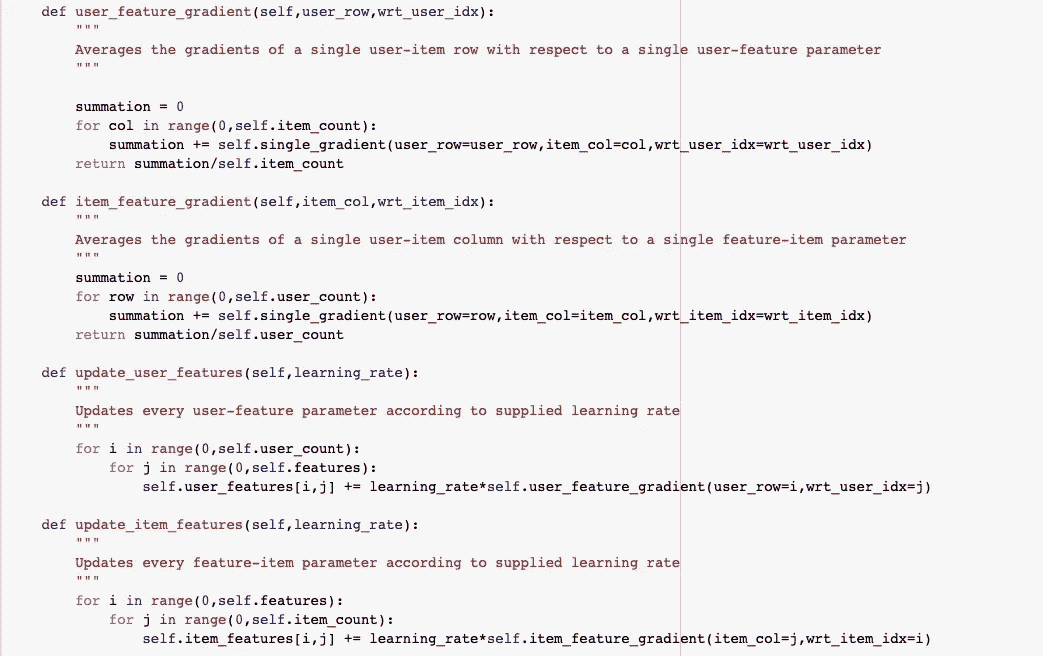 def user_feature_gradient(self,user_row,wrt_user_idx):
"""
Averages the gradients of a single user-item row with respect to a single user-feature parameter
"""
summation = 0
for col in range(0,self.item_count):
summation += self.single_gradient(user_row=user_row,item_col=col,wrt_user_idx=wrt_user_idx)
return summation/self.item_count
def item_feature_gradient(self,item_col,wrt_item_idx):
"""
Averages the gradients of a single user-item column with respect to a single feature-item parameter
"""
summation = 0
for row in range(0,self.user_count):
summation += self.single_gradient(user_row=row,item_col=item_col,wrt_item_idx=wrt_item_idx)
return summation/self.user_count
def update_user_features(self,learning_rate):
"""
Updates every user-feature parameter according to supplied learning rate
"""
for i in range(0,self.user_count):
for j in range(0,self.features):
self.user_features[i,j] += learning_rate*self.user_feature_gradient(user_row=i,wrt_user_idx=j)
def update_item_features(self,learning_rate):
"""
Updates every feature-item parameter according to supplied learning rate
"""
for i in range(0,self.features):
for j in range(0,self.item_count):
self.item_features[i,j] += learning_rate*self.item_feature_gradient(item_col=j,wrt_item_idx=i)